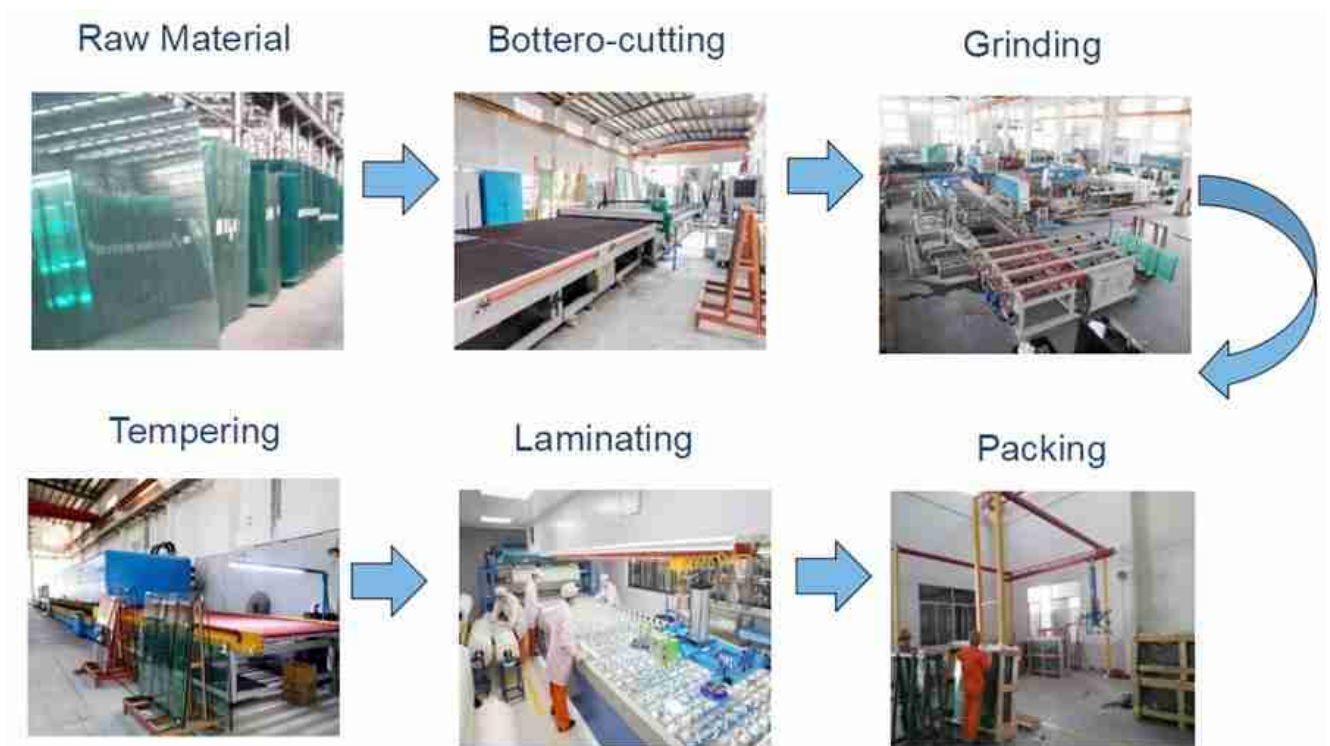 Raw Material
Bottero-cutting
Grinding
Tempering
Laminating
Packing